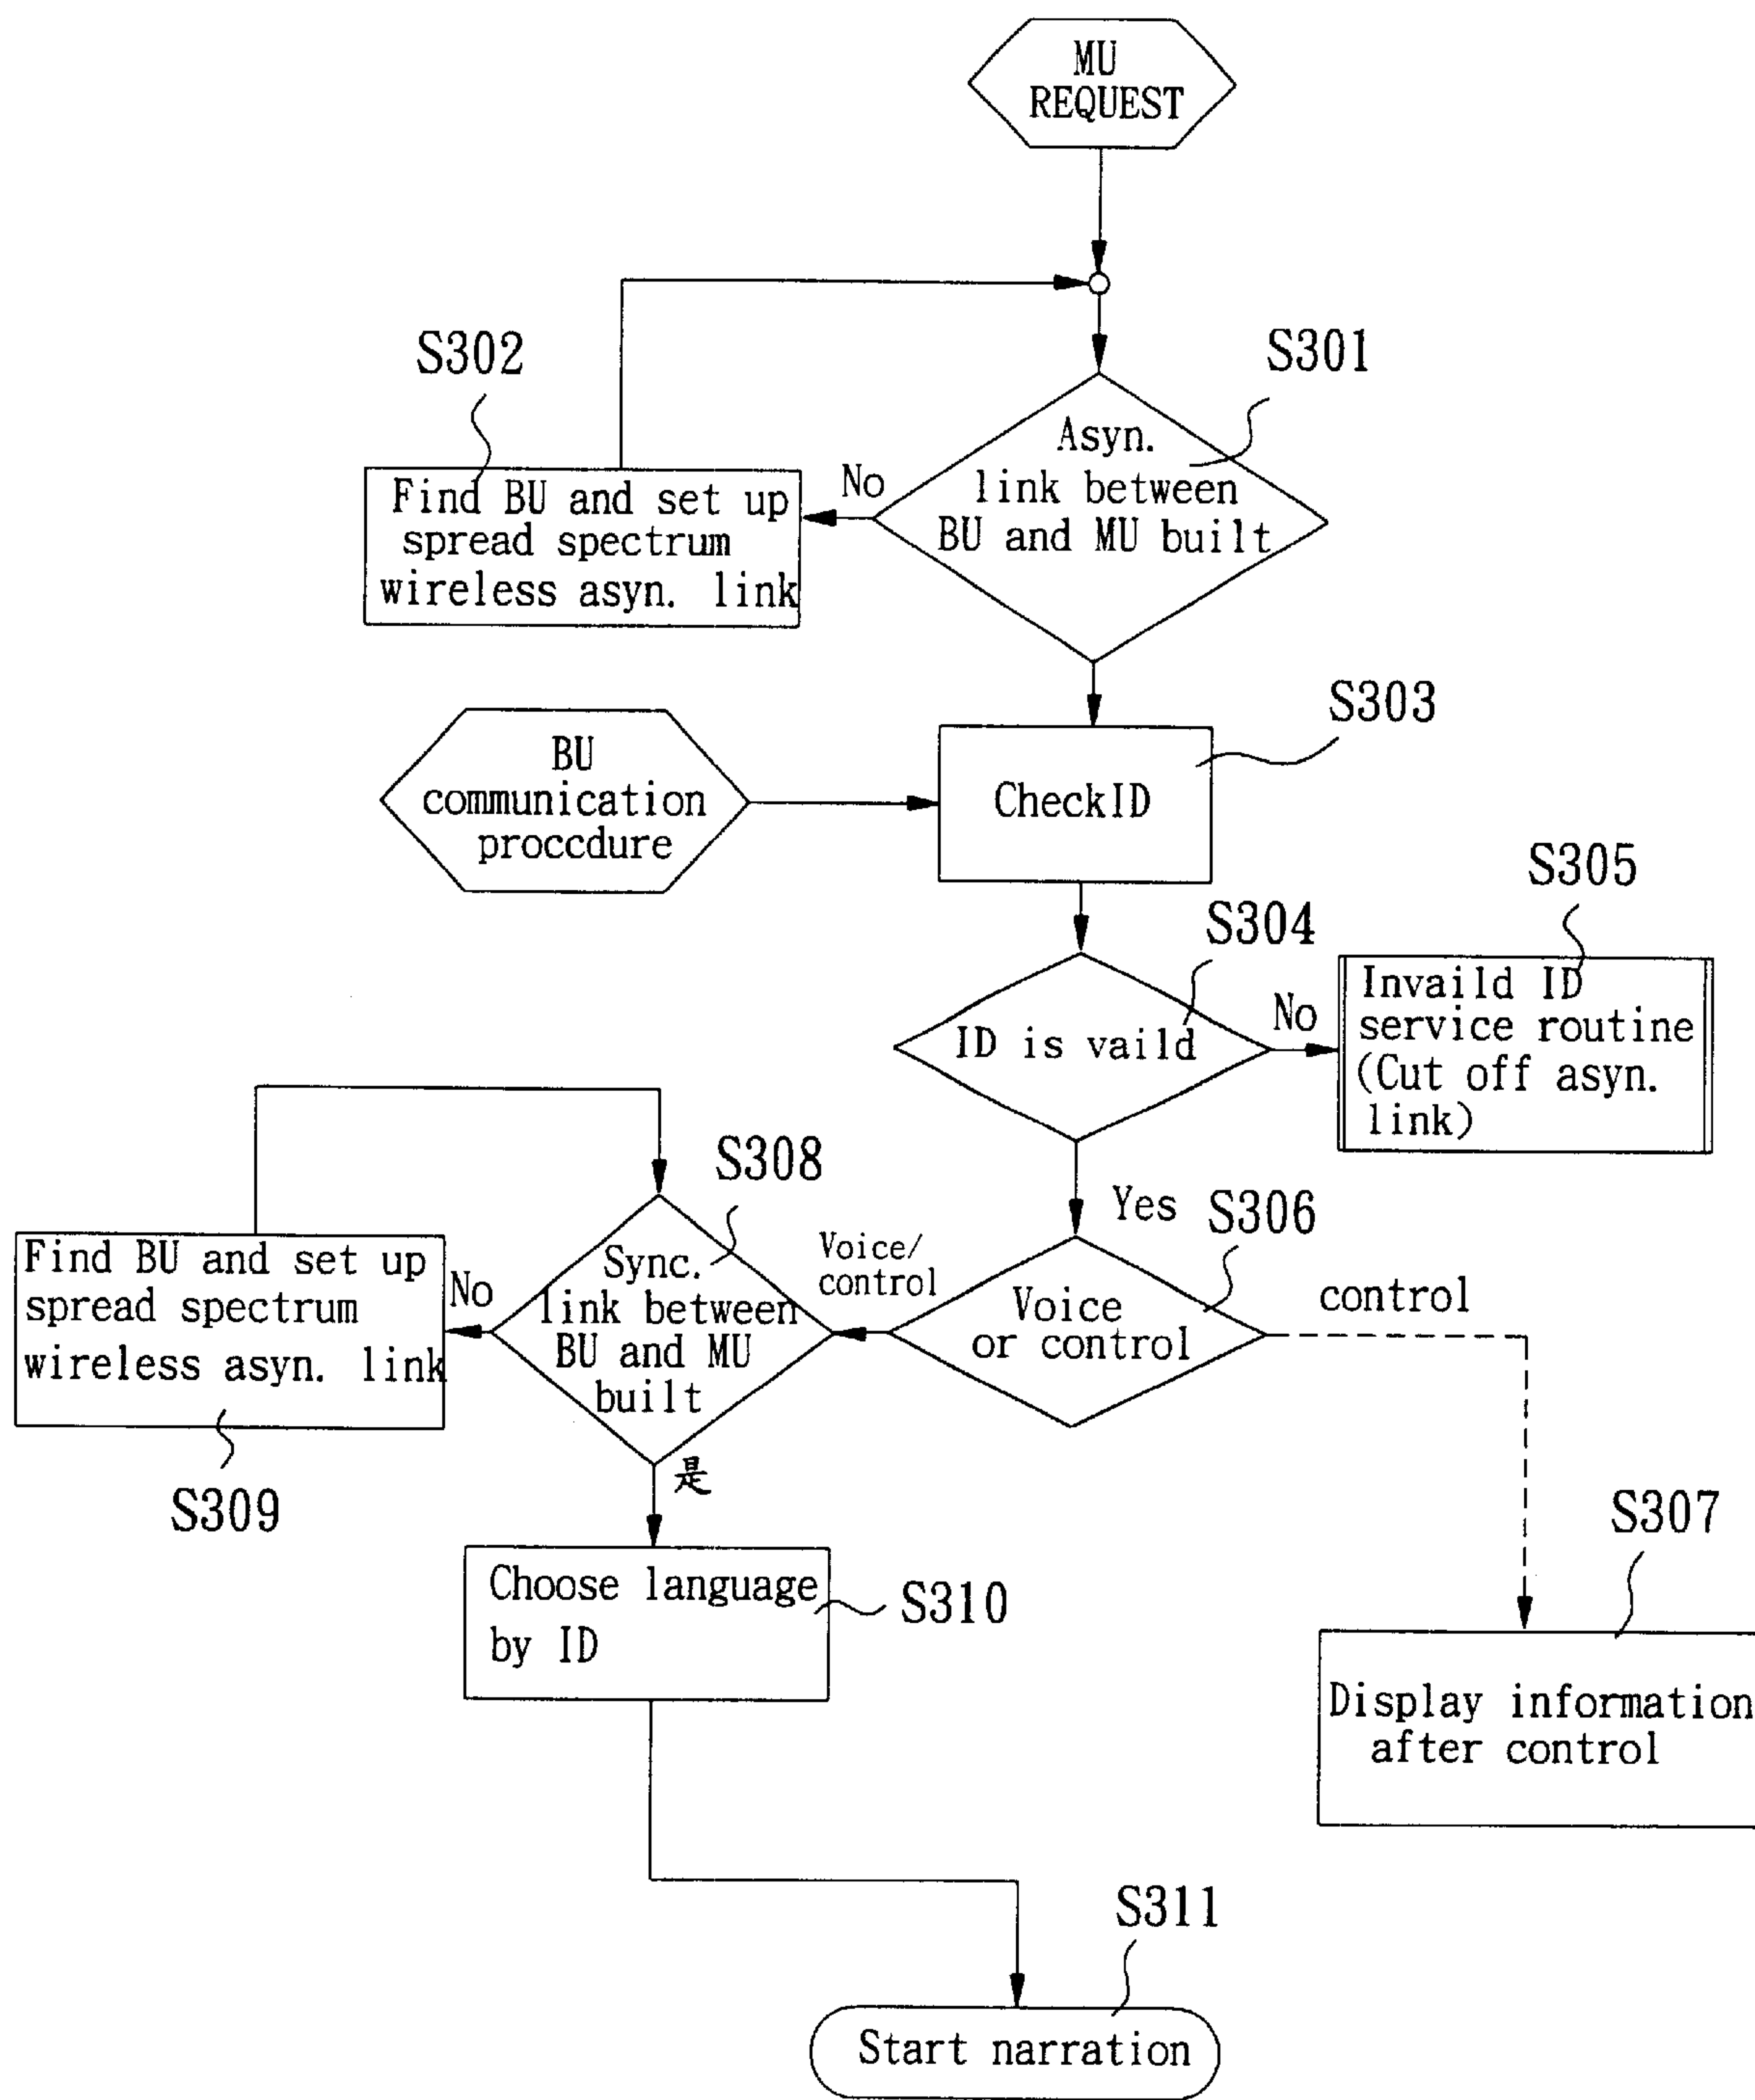 MU
REQUEST
S302
S301
Asyn.
link between
BU and MU built
No
Find BU and set up
spread spectrum
wireless asyn. link
S303
BU
communication
proccdure
CheckID
S305
S304
Invaild ID
service routine
(Cut off asyn.
link)
No
ID is vaild
S308
Yes
S306
Voice/
control
Find BU and set up
spread spectrum
wireless asyn. link
No
Sync.
link between
BU and MU
built
Voice
or control
control
是
S309
S307
Choose language
by ID
S310
Display information
after control
S311
Start narration